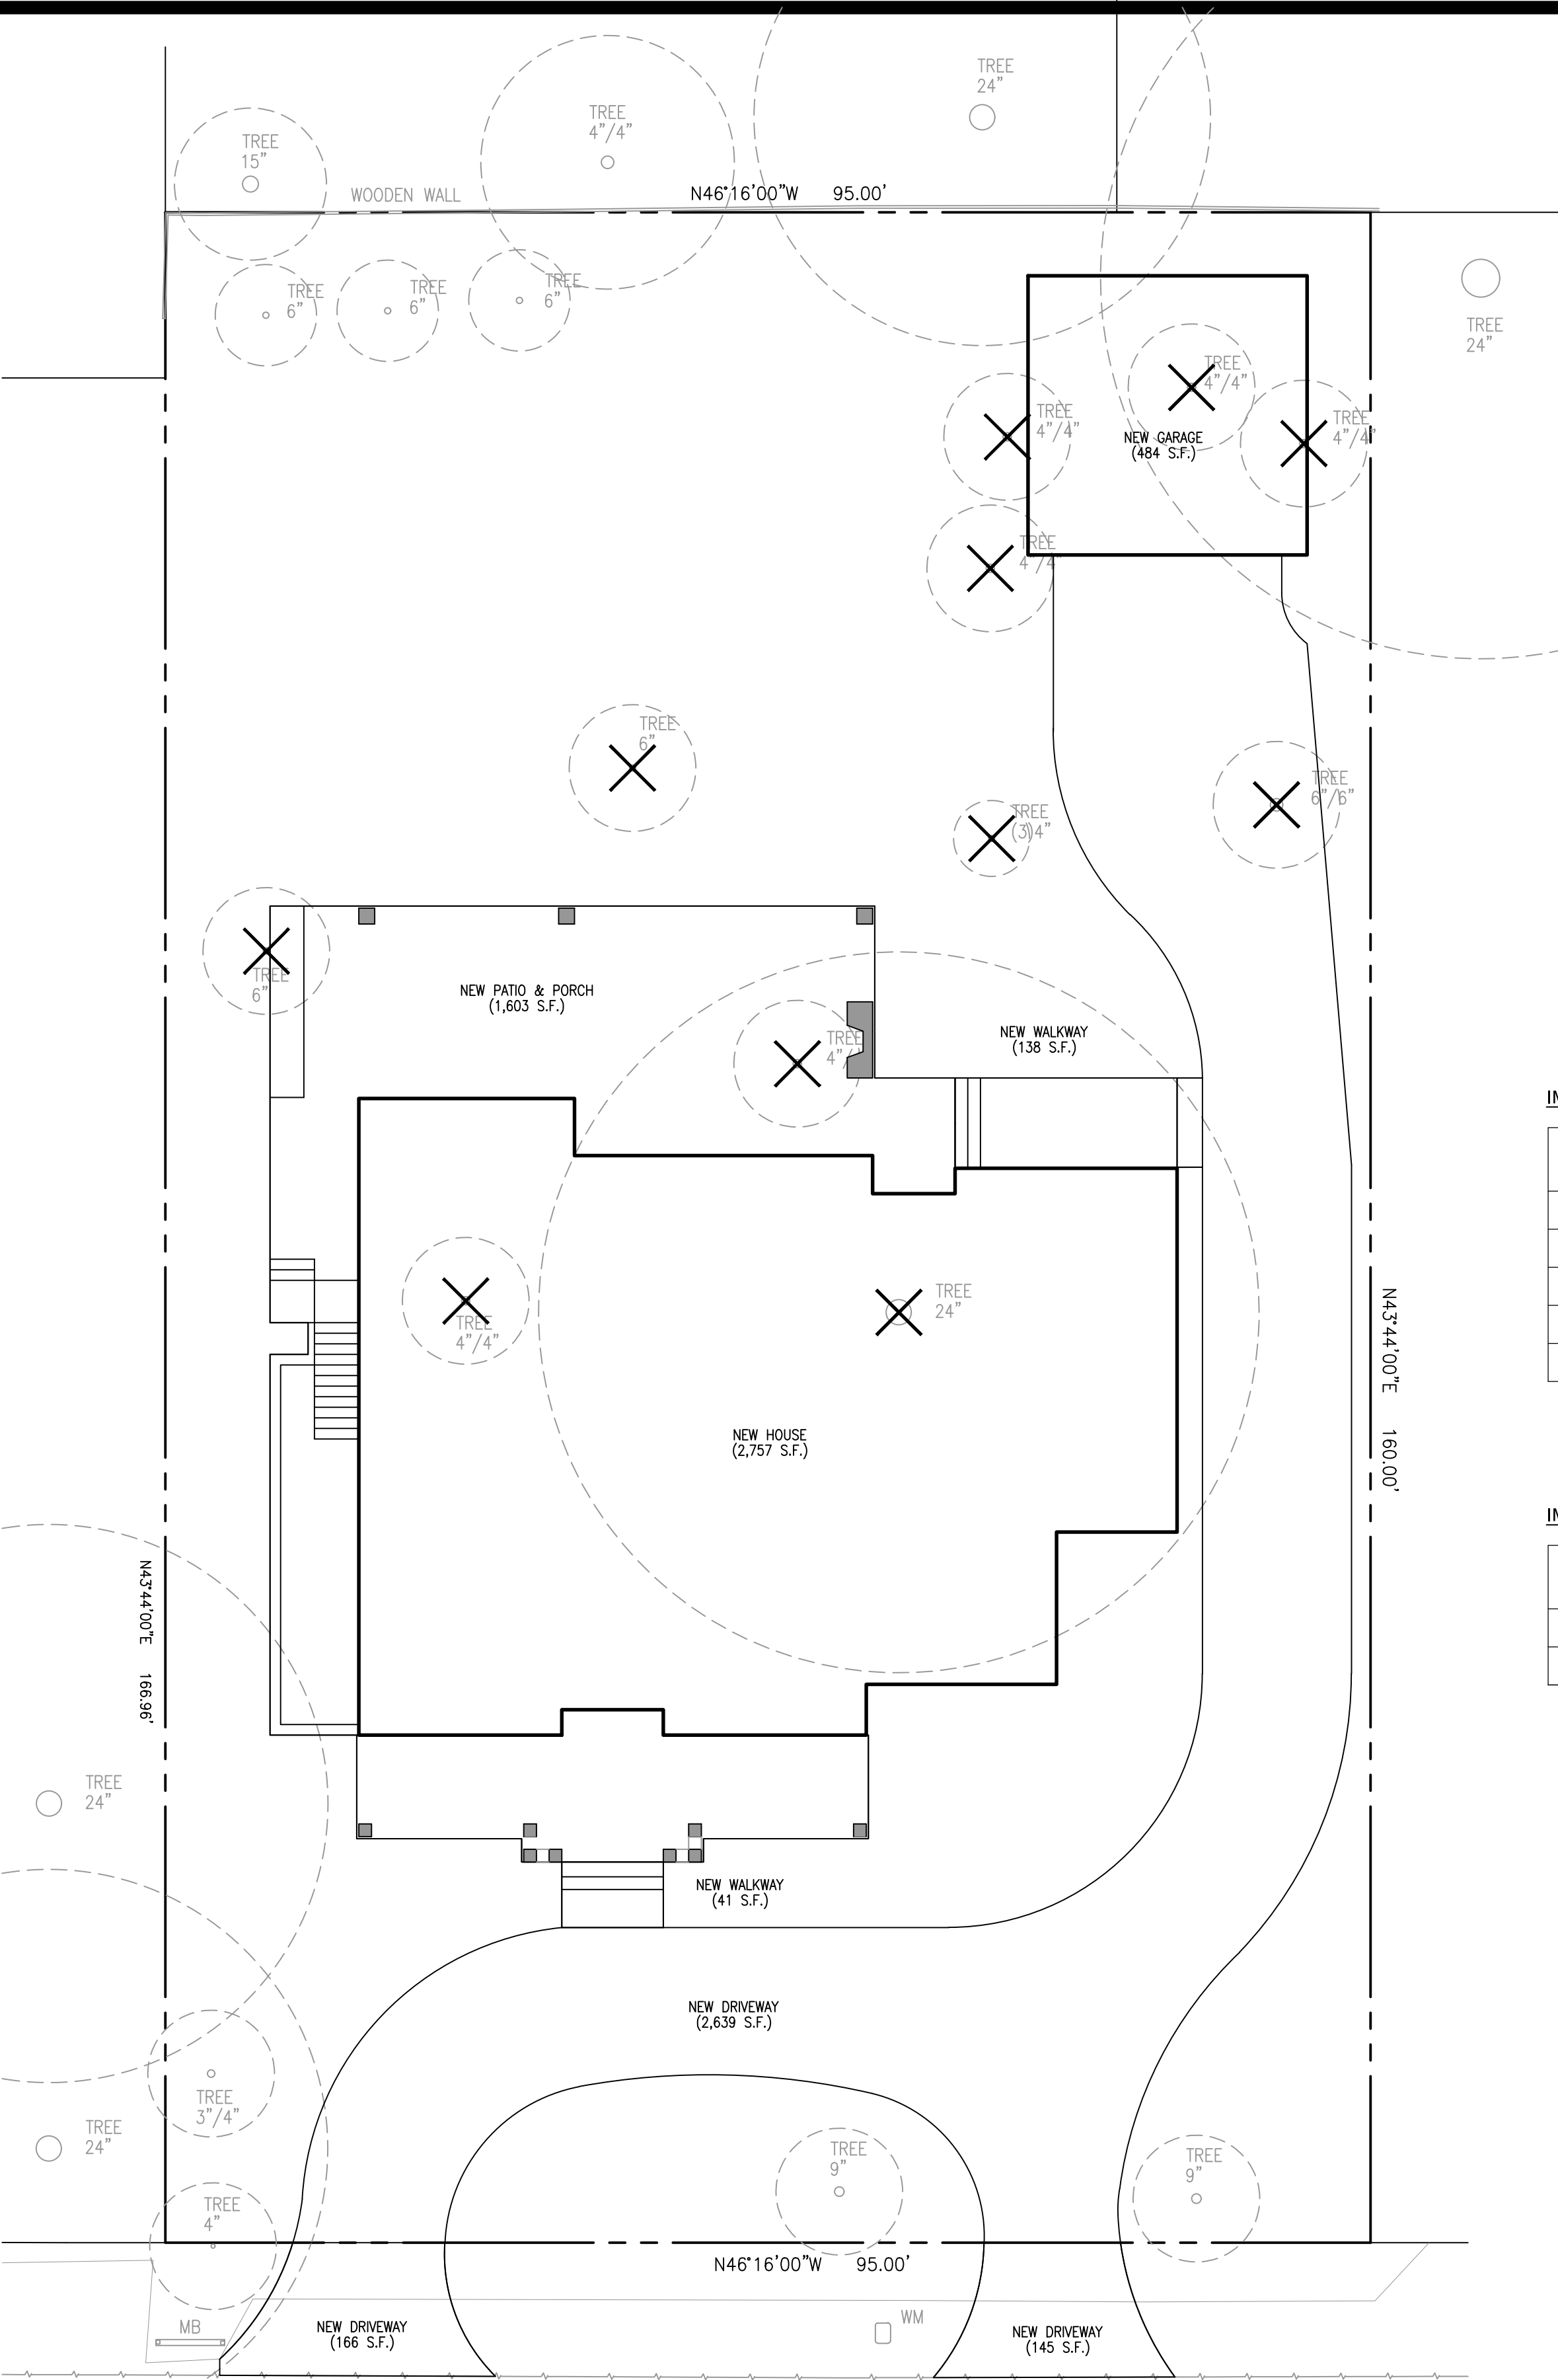 TREE
24”
TREE
4”/4”
TREE
15”
WOODEN WALL
N46°16'00”W 95.00'
TREE
6”
TREE
6”
TREE
6”
TREE
24”
TREE
4”/4”
TREE
4”/4”
TREE
4”/4”
NEW GARAGE
(484 S.F.)
TREE
4”/4”
TREE
6”
TREE
6”/6”
TREE
(3)4”
TREE
6”
NEW PATIO & PORCH
(1,603 S.F.)
TREE
NEW WALKWAY
(138 S.F.)
TREE
24”
TREE
4”/4”
N43°44'00”E 160.00'
NEW HOUSE
(2,757 S.F.)
N43°44'00”E 166.96'
TREE
24”
NEW WALKWAY
(41 S.F.)
NEW DRIVEWAY
(2,639 S.F.)
TREE
3”/4”
TREE
24”
TREE
9”
TREE
9”
TREE
4”
N46°16'00”W 95.00'
MB
NEW DRIVEWAY
(166 S.F.)
WM
NEW DRIVEWAY
(145 S.F.)